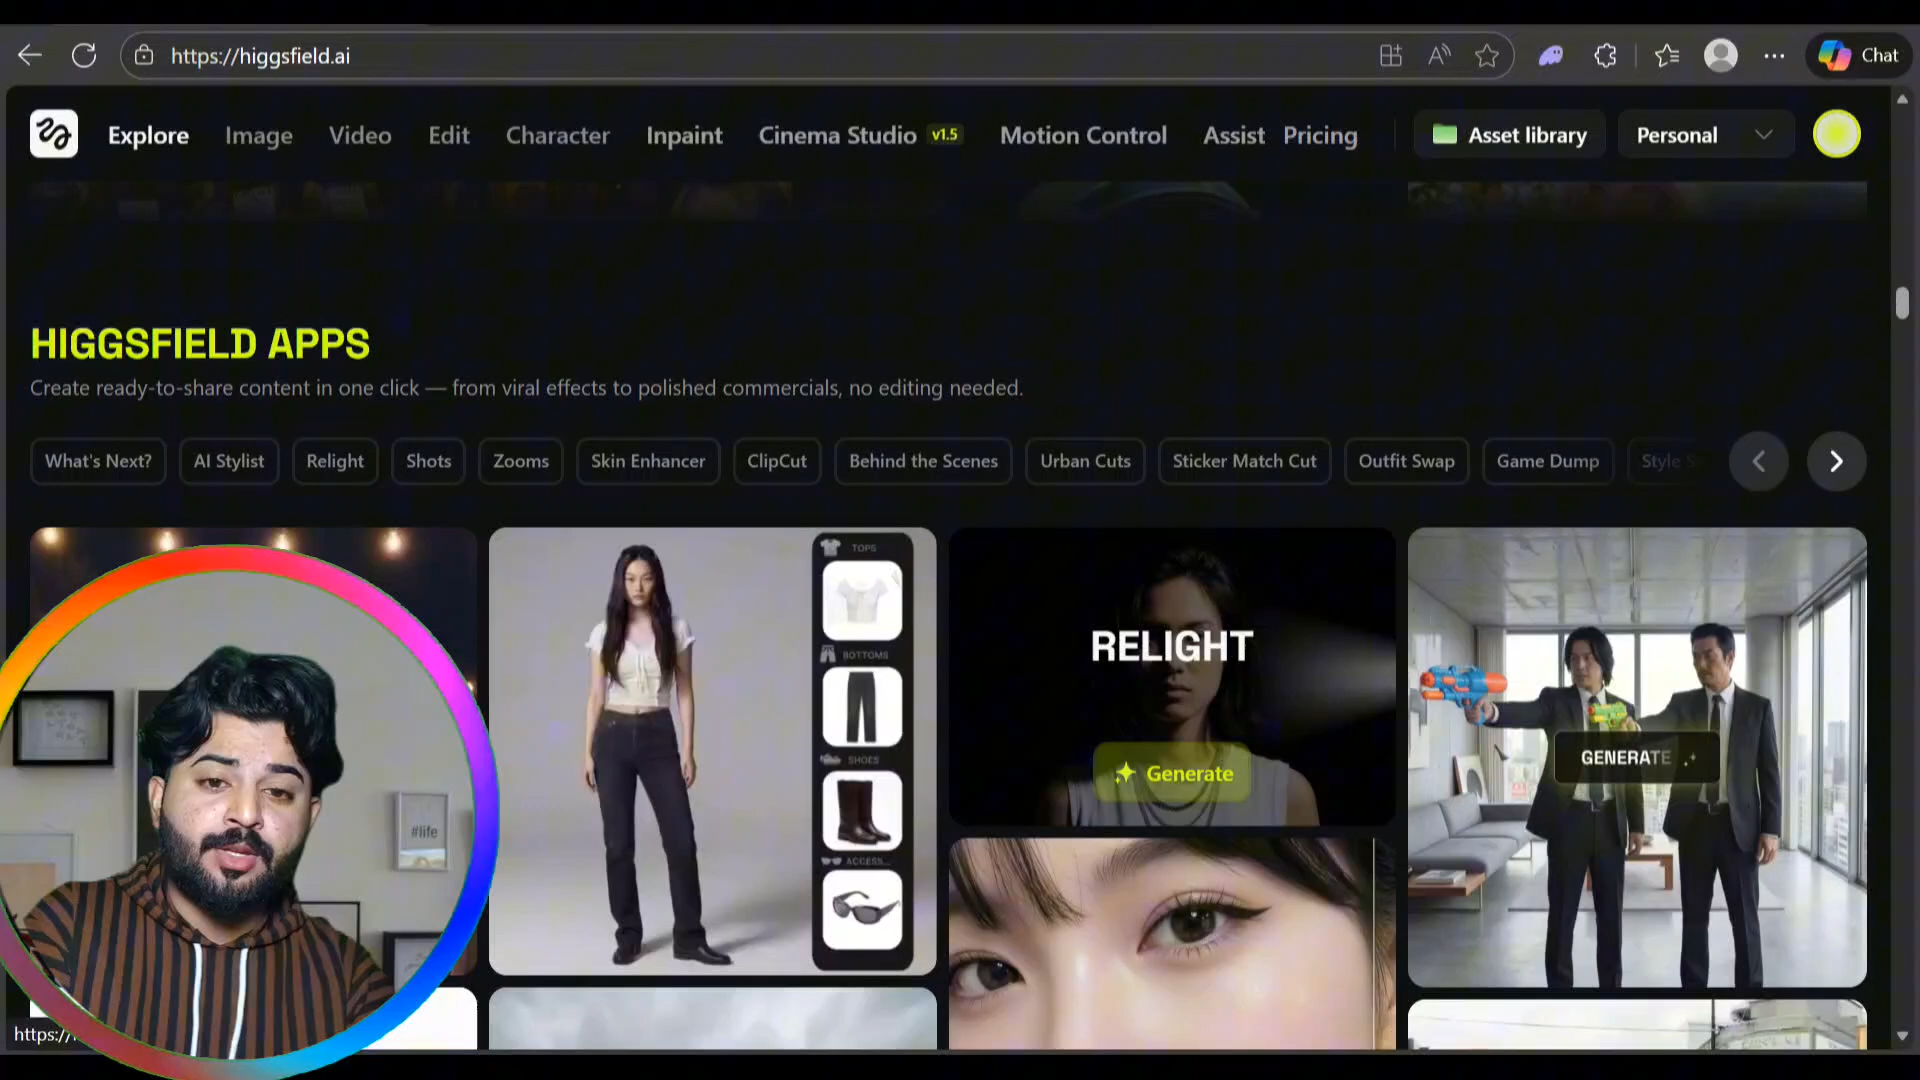 https://higgsfield.ai
Chat
Explore Image Video Edit Character Inpaint Cinema Studio v1.5 Motion Control Assist Pricing Asset library Personal
HIGGSFIELD APPS
Create ready-to-share content in one click — from viral effects to polished commercials, no editing needed.
What's Next? AI Stylist Relight Shots Zooms Skin Enhancer ClipCut Behind the Scenes Urban Cuts Sticker Match Cut Outfit Swap Game Dump Style
TOPS
BOTTOMS
SHOES
ACCESS...
RELIGHT
Generate
GENERATE
#life
https://